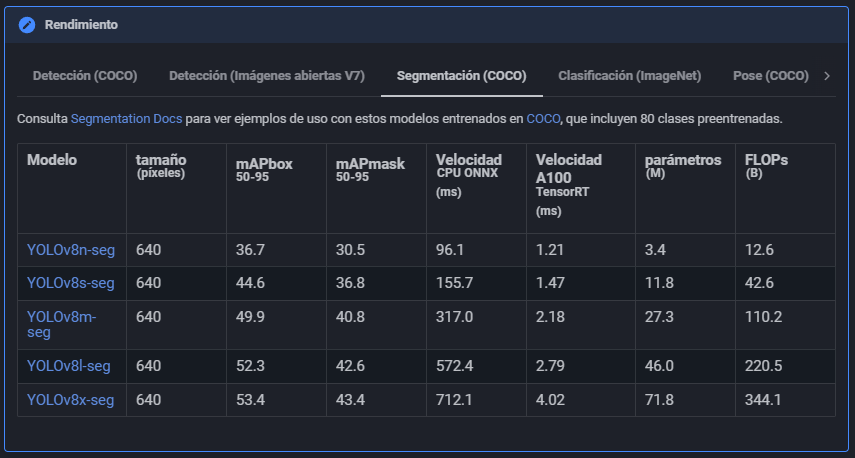 Rendimiento
Detección (COCO) Detección (Imágenes abiertas V7) Segmentación (COCO) Clasificación (ImageNet) Pose (COCO)
Consulta Segmentation Docs para ver ejemplos de uso con estos modelos entrenados en COCO, que incluyen 80 clases preentrenadas.
Modelo tamaño (píxeles) mAPbox 50-95 mAPmask 50-95 Velocidad CPU ONNX (ms) Velocidad A100 TensorRT (ms) parámetros (M) FLOPs (B)
YOLOv8n-seg 640 36.7 30.5 96.1 1.21 3.4 12.6
YOLOv8s-seg 640 44.6 36.8 155.7 1.47 11.8 42.6
YOLOv8m-seg 640 49.9 40.8 317.0 2.18 27.3 110.2
YOLOv8l-seg 640 52.3 42.6 572.4 2.79 46.0 220.5
YOLOv8x-seg 640 53.4 43.4 712.1 4.02 71.8 344.1